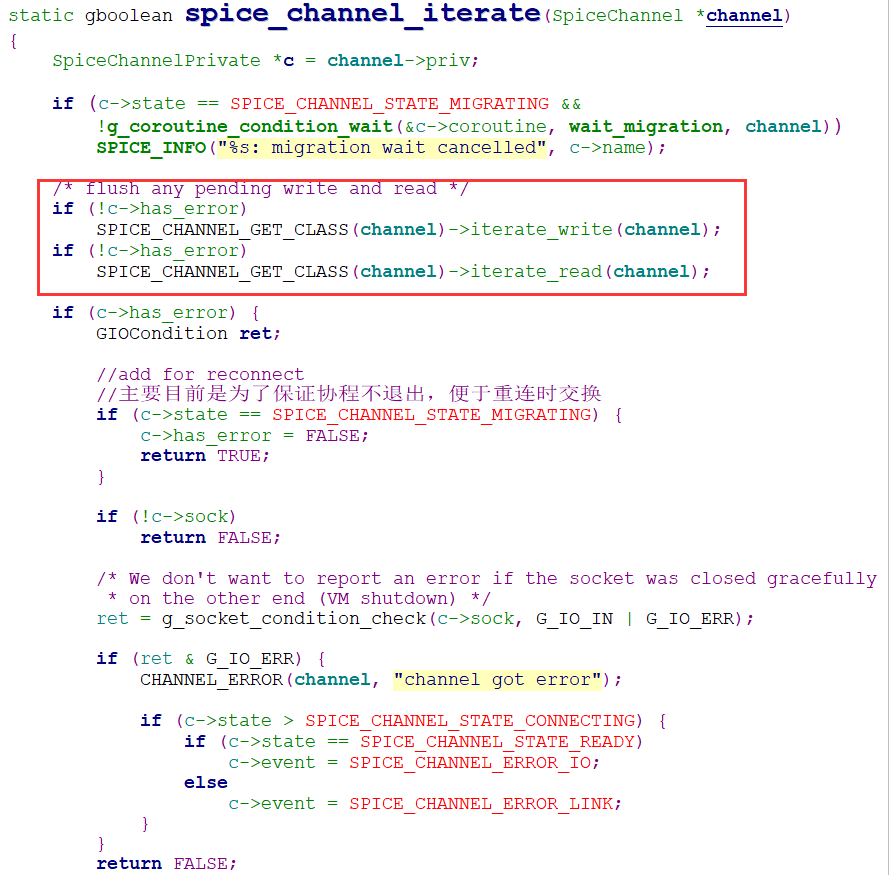 static gboolean spice_channel_iterate(SpiceChannel *channel)
{
    SpiceChannelPrivate *c = channel->priv;

    if (c->state == SPICE_CHANNEL_STATE_MIGRATING &&
        !g_coroutine_condition_wait(&c->coroutine, wait_migration, channel))
        SPICE_INFO("%s: migration wait cancelled", c->name);

    /* flush any pending write and read */
    if (!c->has_error)
        SPICE_CHANNEL_GET_CLASS(channel)->iterate_write(channel);
    if (!c->has_error)
        SPICE_CHANNEL_GET_CLASS(channel)->iterate_read(channel);

    if (c->has_error) {
        GIOCondition ret;

        //add for reconnect
        //主要目前是为了保证协程不退出，便于重连时交换
        if (c->state == SPICE_CHANNEL_STATE_MIGRATING) {
            c->has_error = FALSE;
            return TRUE;
        }

        if (!c->sock)
            return FALSE;

        /* We don't want to report an error if the socket was closed gracefully
         * on the other end (VM shutdown) */
        ret = g_socket_condition_check(c->sock, G_IO_IN | G_IO_ERR);

        if (ret & G_IO_ERR) {
            CHANNEL_ERROR(channel, "channel got error");

            if (c->state > SPICE_CHANNEL_STATE_CONNECTING) {
                if (c->state == SPICE_CHANNEL_STATE_READY)
                    c->event = SPICE_CHANNEL_ERROR_IO;
                else
                    c->event = SPICE_CHANNEL_ERROR_LINK;
            }
        }
        return FALSE;